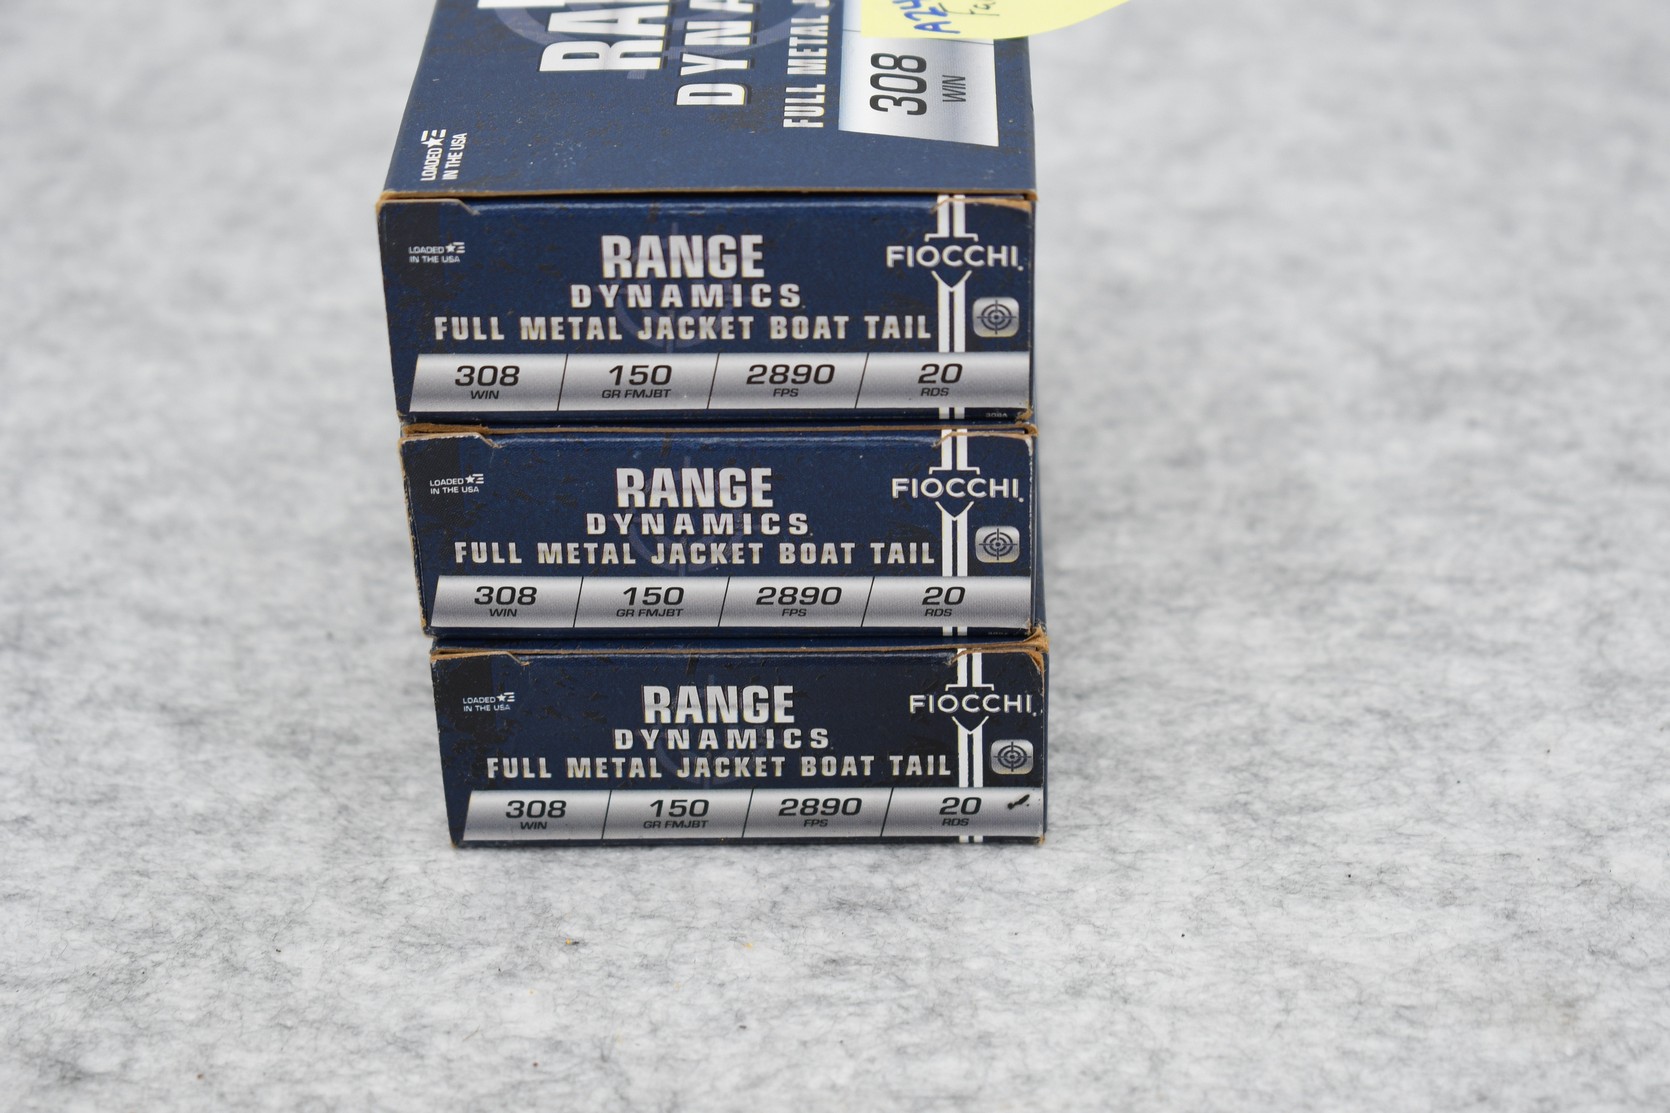 DYNA
FULL METAL
308
WIN
LOADED
IN THE USA
LOADED
IN THE USA
RANGE
DYNAMICS
FULL METAL JACKET BOAT TAIL
FIOCCHI
308 150 2890 20
WIN GR FMJBT FPS RDS
LOADED
IN THE USA
RANGE
DYNAMICS
FULL METAL JACKET BOAT TAIL
FIOCCHI
308 150 2890 20
WIN GR FMJBT FPS RDS
LOADED
IN THE USA
RANGE
DYNAMICS
FULL METAL JACKET BOAT TAIL
FIOCCHI
308 150 2890 20
WIN GR FMJBT FPS RDS